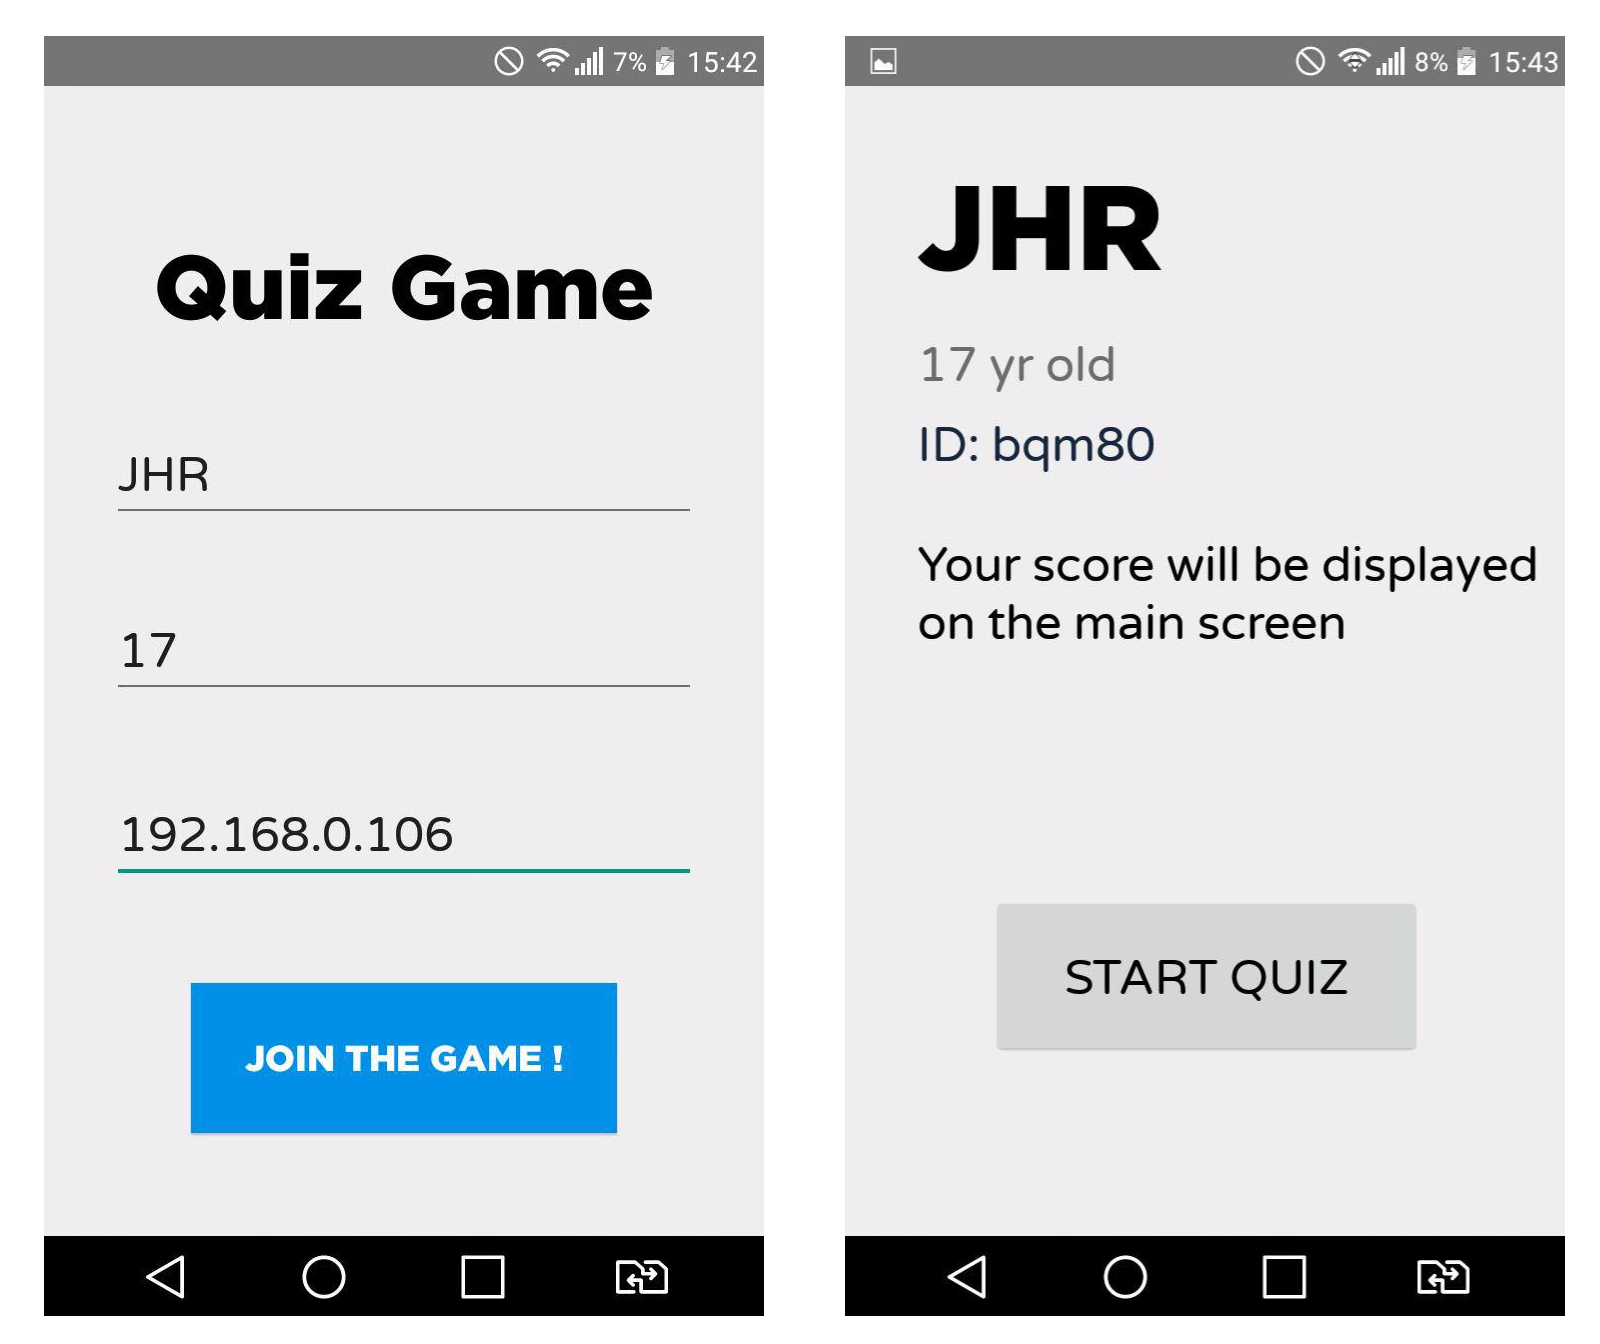 7% 15:42
Quiz Game
JHR
17
192.168.0.106
JOIN THE GAME !
8% 15:43
JHR
17 yr old
ID: bqm80
Your score will be displayed
on the main screen
START QUIZ